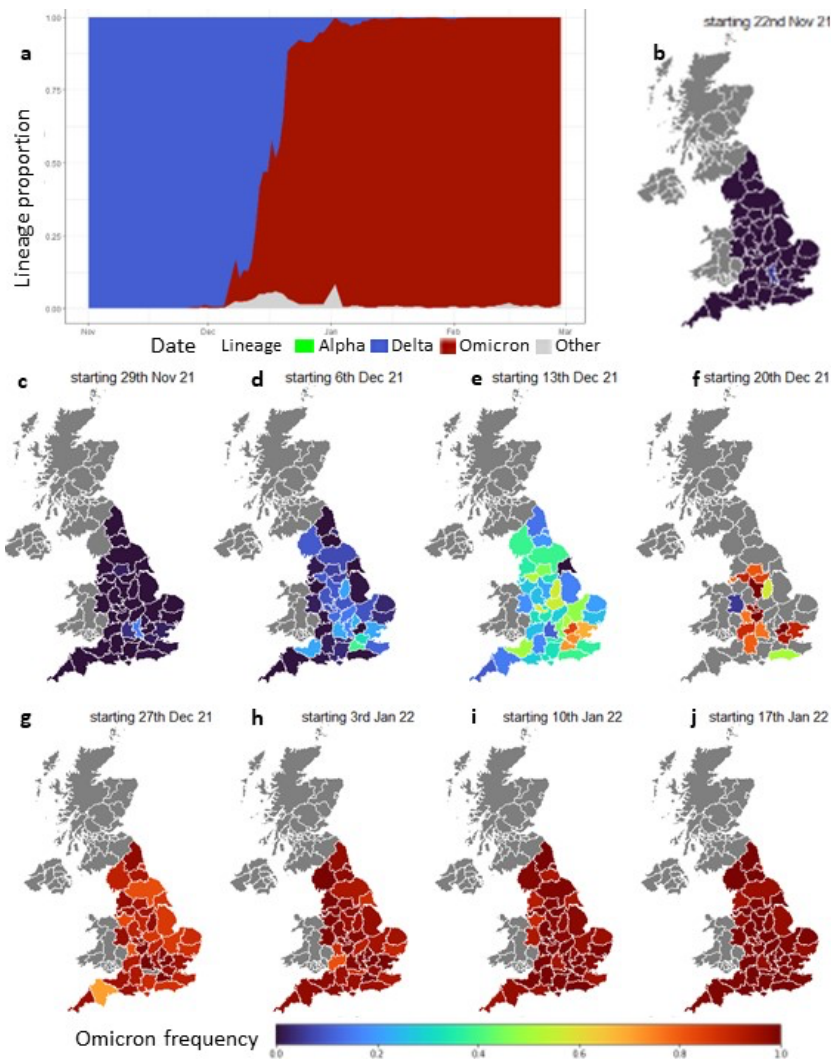 a
1.00
0.75
0.50
0.25
0.00
Lineage proportion
Nov
Dec
Jan
Feb
Mar
Date
Lineage Alpha Delta Omicron Other
b
starting 22nd Nov 21
c
starting 29th Nov 21
d
starting 6th Dec 21
e
starting 13th Dec 21
f
starting 20th Dec 21
g
starting 27th Dec 21
h
starting 3rd Jan 22
i
starting 10th Jan 22
j
starting 17th Jan 22
Omicron frequency
0.0
0.2
0.4
0.6
0.8
1.0